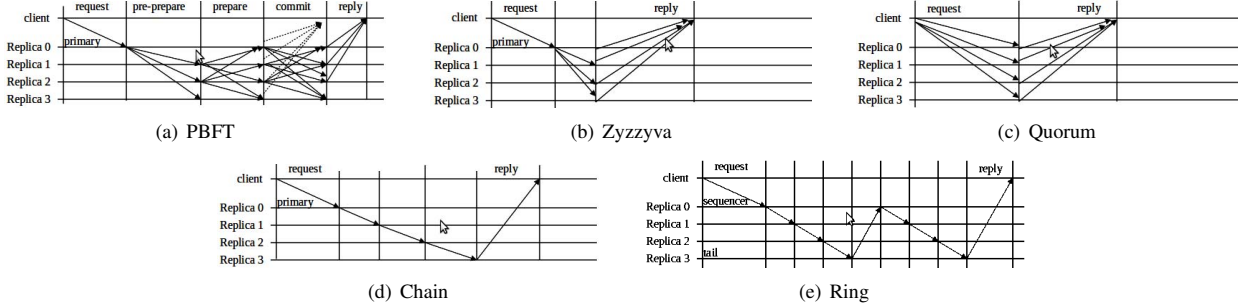 request pre-prepare prepare commit reply
client
Replica 0 primary
Replica 1
Replica 2
Replica 3
(a) PBFT
request reply
client
Replica 0 primary
Replica 1
Replica 2
Replica 3
(b) Zyzzyva
request reply
client
Replica 0
Replica 1
Replica 2
Replica 3
(c) Quorum
request reply
client
Replica 0 primary
Replica 1
Replica 2
Replica 3
(d) Chain
request reply
client
Replica 0 sequencer
Replica 1
Replica 2
Replica 3 tail
(e) Ring